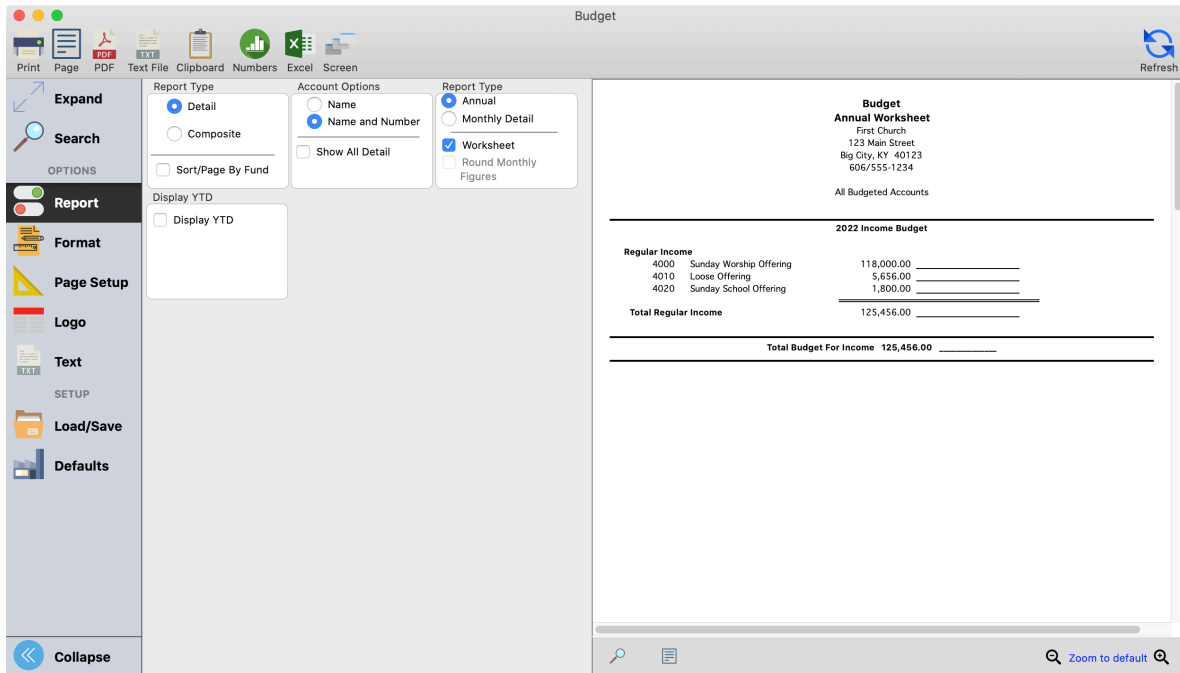 Budget
Print Page PDF Text File Clipboard Numbers Excel Screen Refresh
PDF TXT
Expand
Search
OPTIONS
Report
Format
Page Setup
Logo
Text
TXT
SETUP
Load/Save
Defaults
Collapse
Report Type
Detail
Composite
Sort/Page By Fund
Account Options
Name
Name and Number
Show All Detail
Report Type
Annual
Monthly Detail
Worksheet
Round Monthly
Figures
Display YTD
Display YTD
Budget
Annual Worksheet
First Church
123 Main Street
Big City, KY 40123
606/555-1234
All Budgeted Accounts
2022 Income Budget
Regular Income
4000 Sunday Worship Offering 118,000.00
4010 Loose Offering 5,656.00
4020 Sunday School Offering 1,800.00
Total Regular Income 125,456.00
Total Budget For Income 125,456.00
Zoom to default